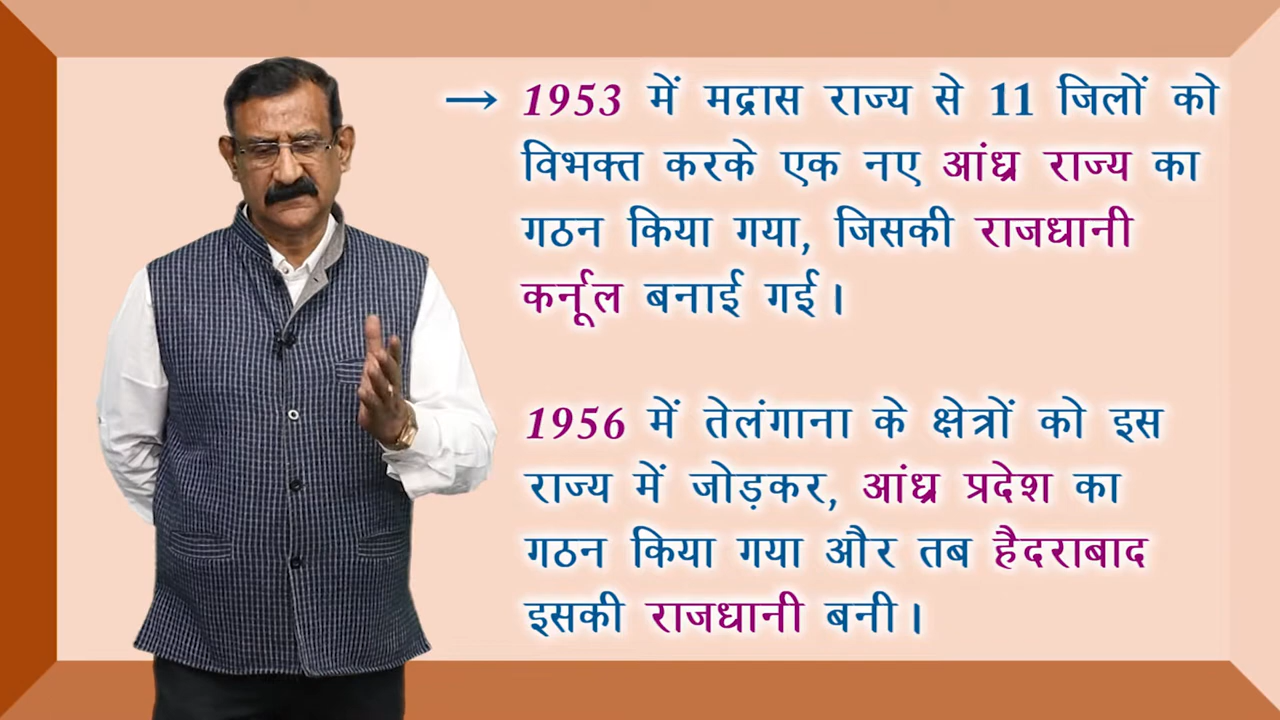 → 1953 में मद्रास राज्य से 11 जिलों को
विभक्त करके एक नए आंध्र राज्य का
गठन किया गया, जिसकी राजधानी
कर्नूल बनाई गई।
1956 में तेलंगाना के क्षेत्रों को इस
राज्य में जोड़कर, आंध्र प्रदेश का
गठन किया गया और तब हैदराबाद
इसकी राजधानी बनी।